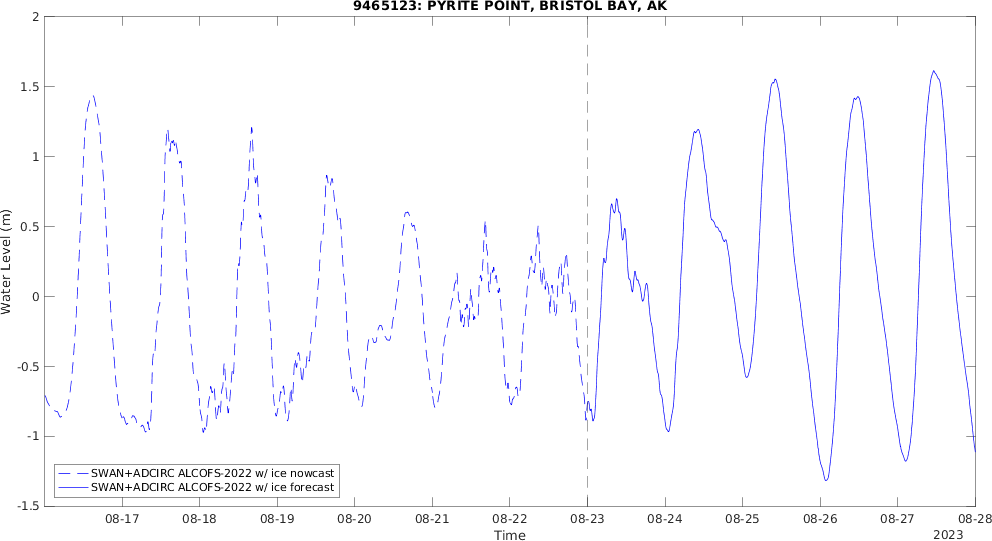 9465123: PYRITE POINT, BRISTOL BAY, AK
2
1.5
1
0.5
0
-0.5
-1
-1.5
Water Level (m)
SWAN+ADCIRC ALCOFS-2022 w/ ice nowcast
SWAN+ADCIRC ALCOFS-2022 w/ ice forecast
08-17 08-18 08-19 08-20 08-21 08-22 08-23 08-24 08-25 08-26 08-27 08-28
Time
2023